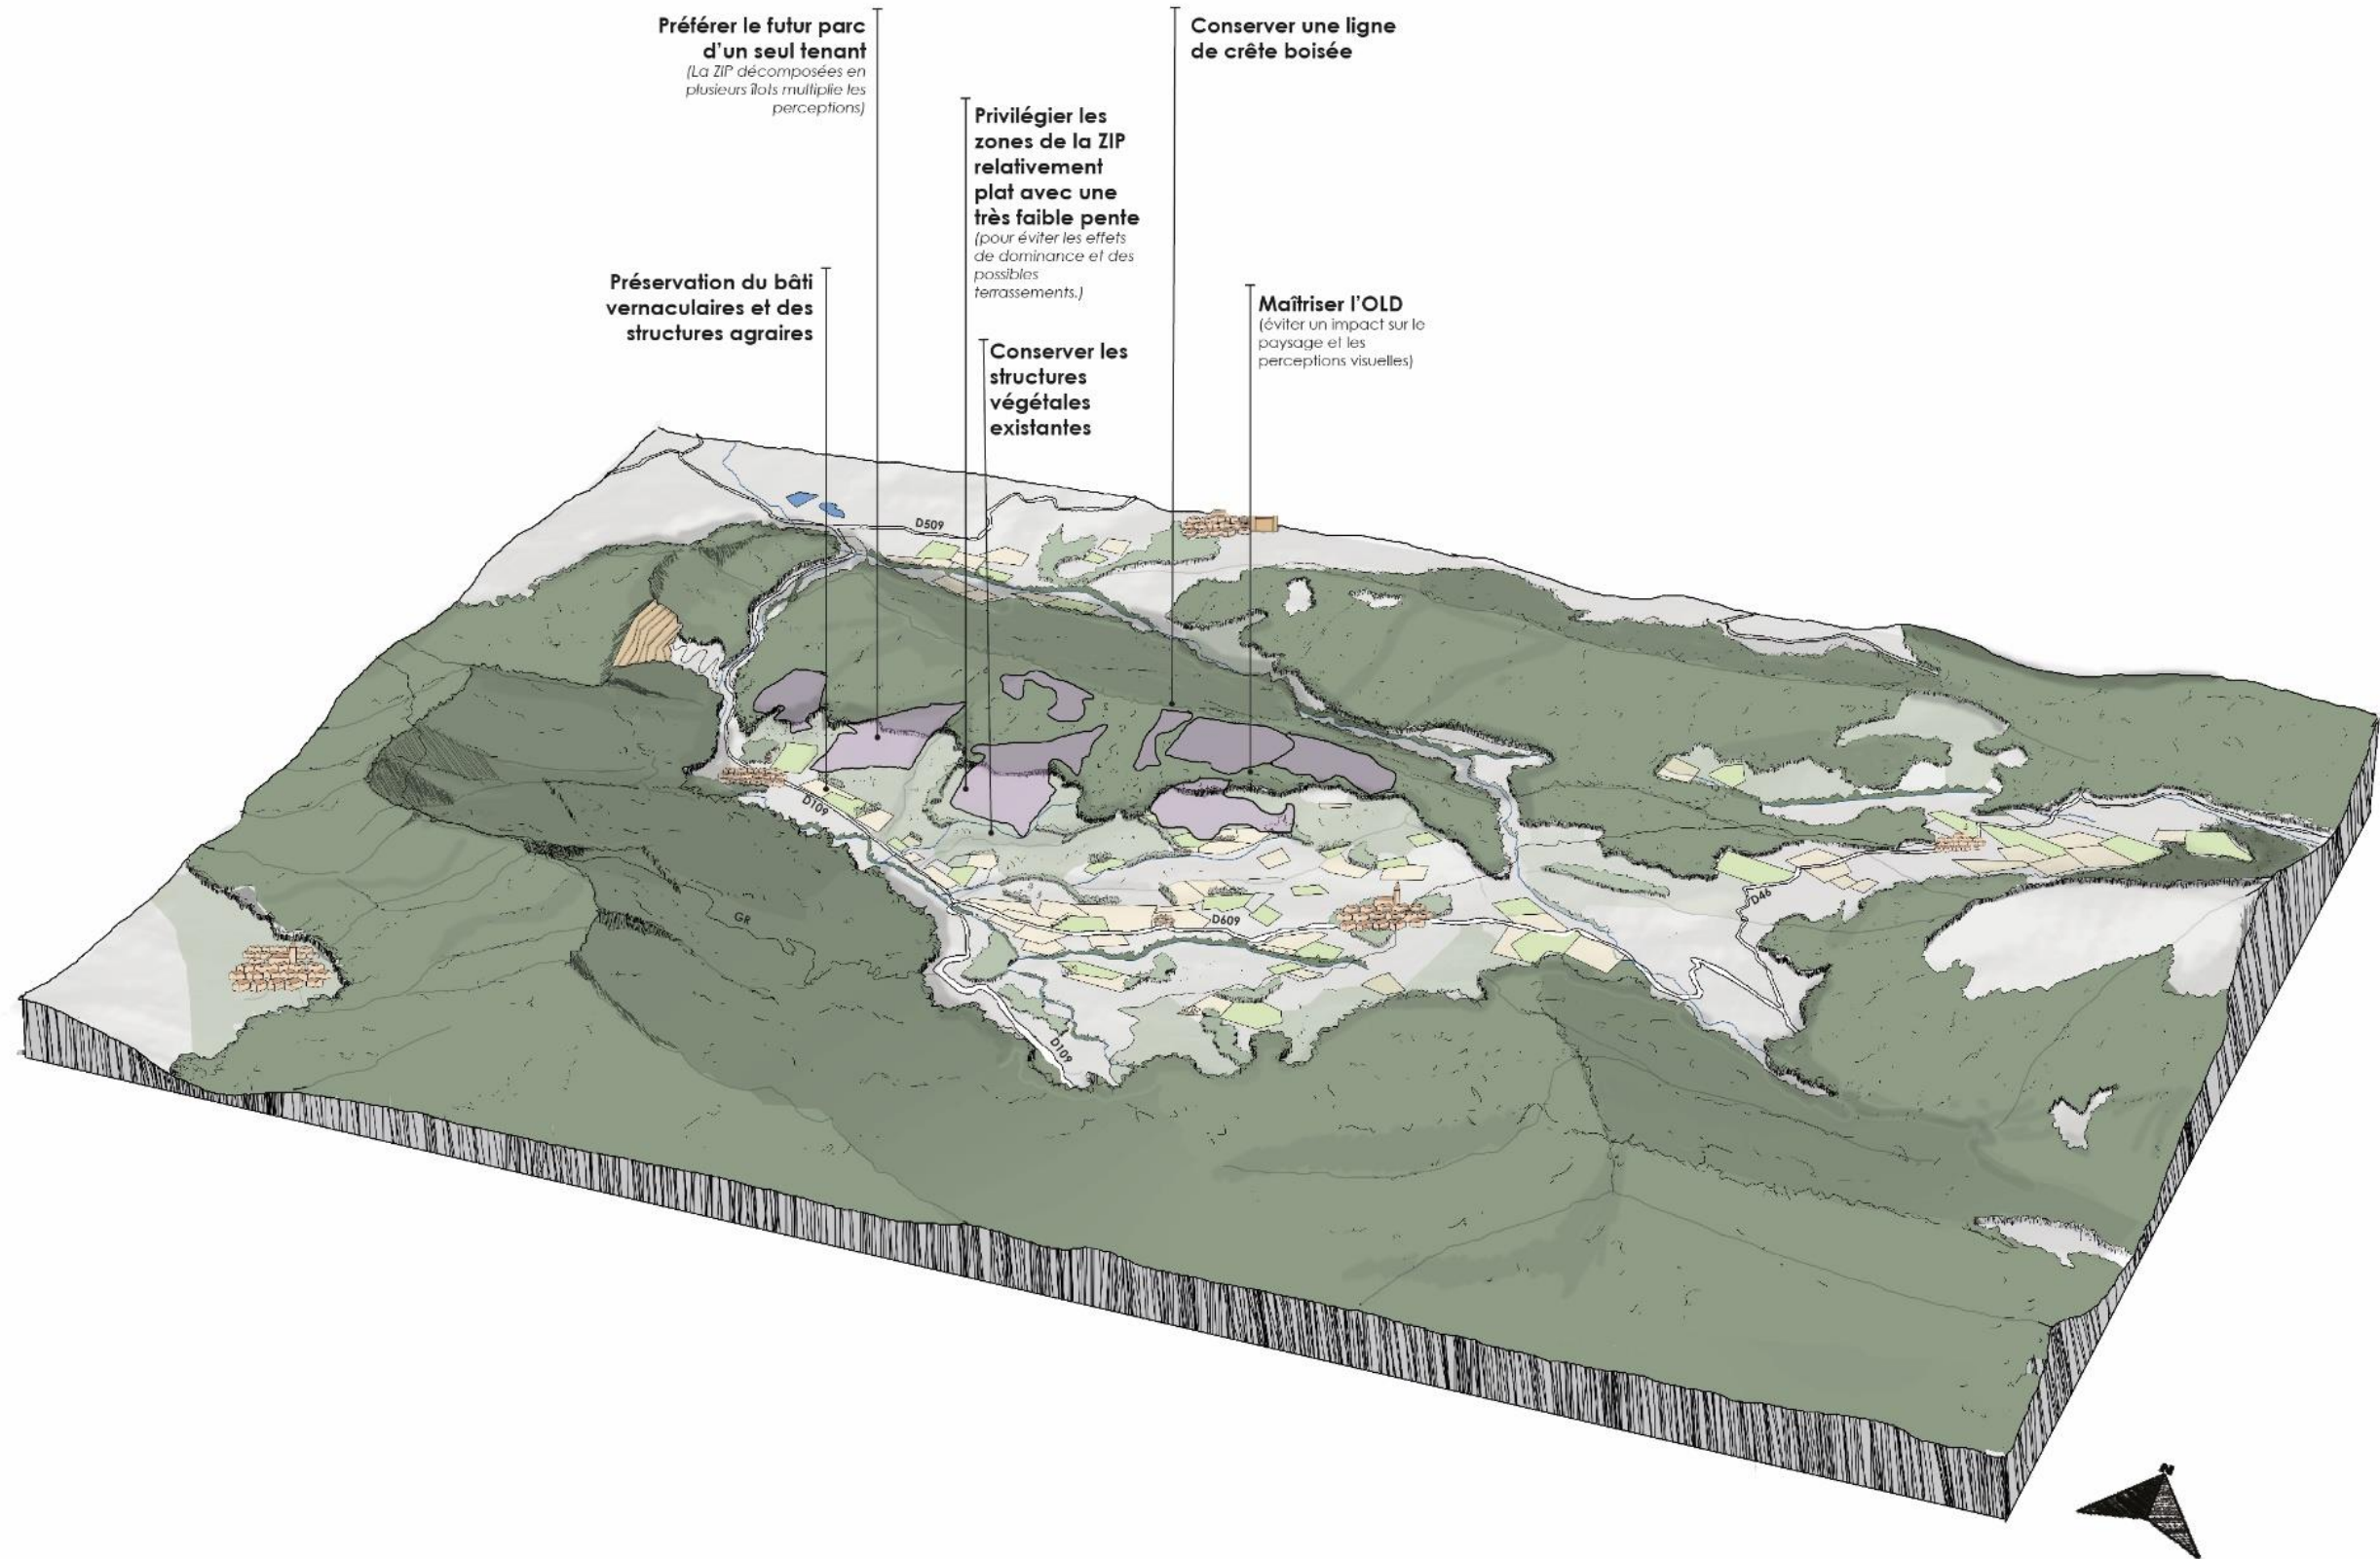 Préférer le futur parc
d'un seul tenant
(La ZIP décomposées en
plusieurs îlots multiplie les
perceptions)
Conserver une ligne
de crête boisée
Privilégier les
zones de la ZIP
relativement
plat avec une
très faible pente
(pour éviter les effets
de dominance et des
possibles
terrassements.)
Préservation du bâti
vernaculaires et des
structures agraires
Maîtriser l'OLD
(éviter un impact sur le
paysage et les
perceptions visuelles)
Conserver les
structures
végétales
existantes
D509
D109
GR
D609
D46
D109
N